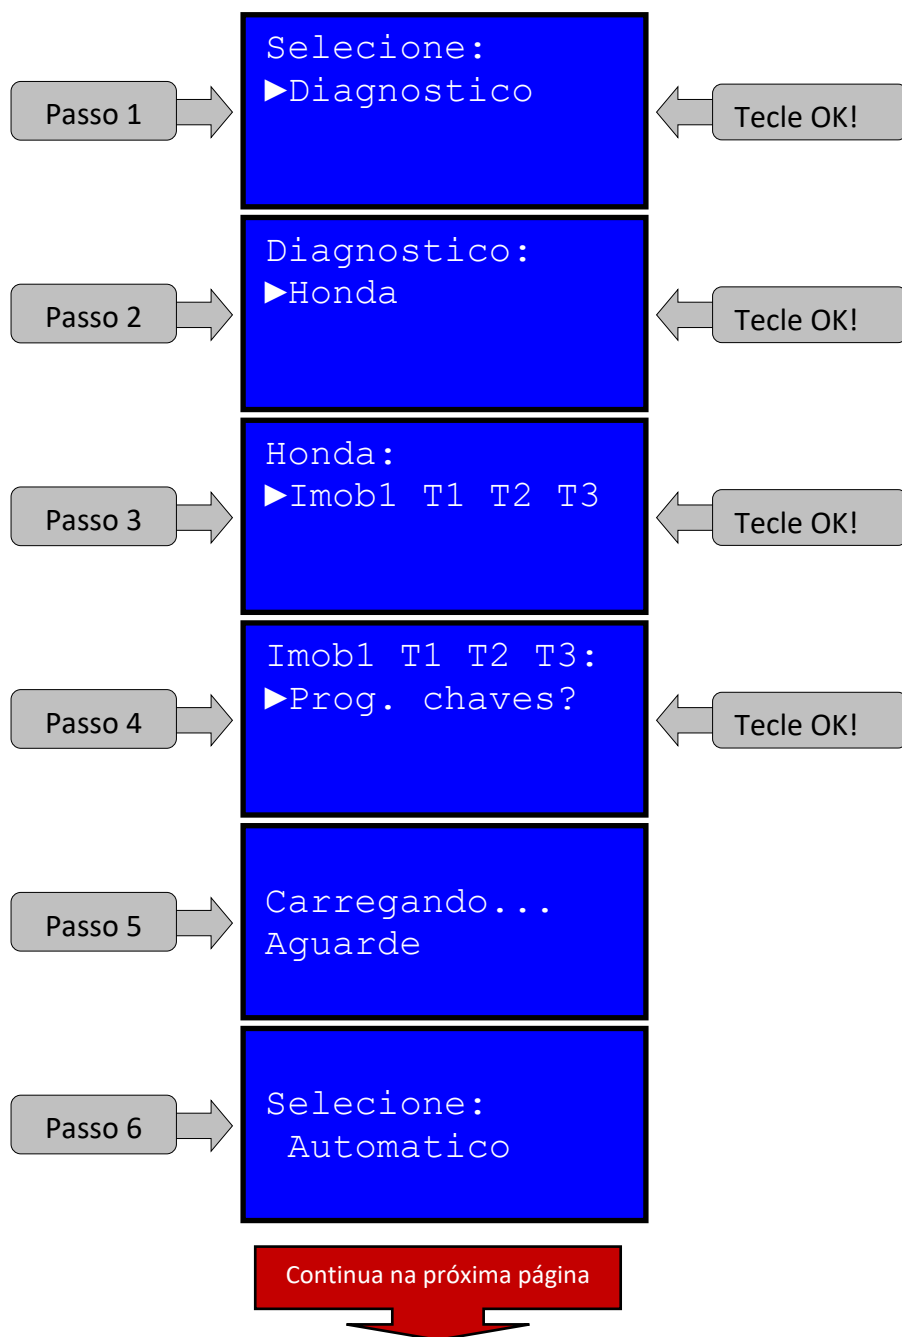 Selecione:
►Diagnostico
Passo 1
Tecle OK!
Diagnostico:
►Honda
Passo 2
Tecle OK!
Honda:
►Imob1 T1 T2 T3
Passo 3
Tecle OK!
Imob1 T1 T2 T3:
►Prog. chaves?
Passo 4
Tecle OK!
Carregando...
Aguarde
Passo 5
Selecione:
Automatico
Passo 6
Continua na próxima página